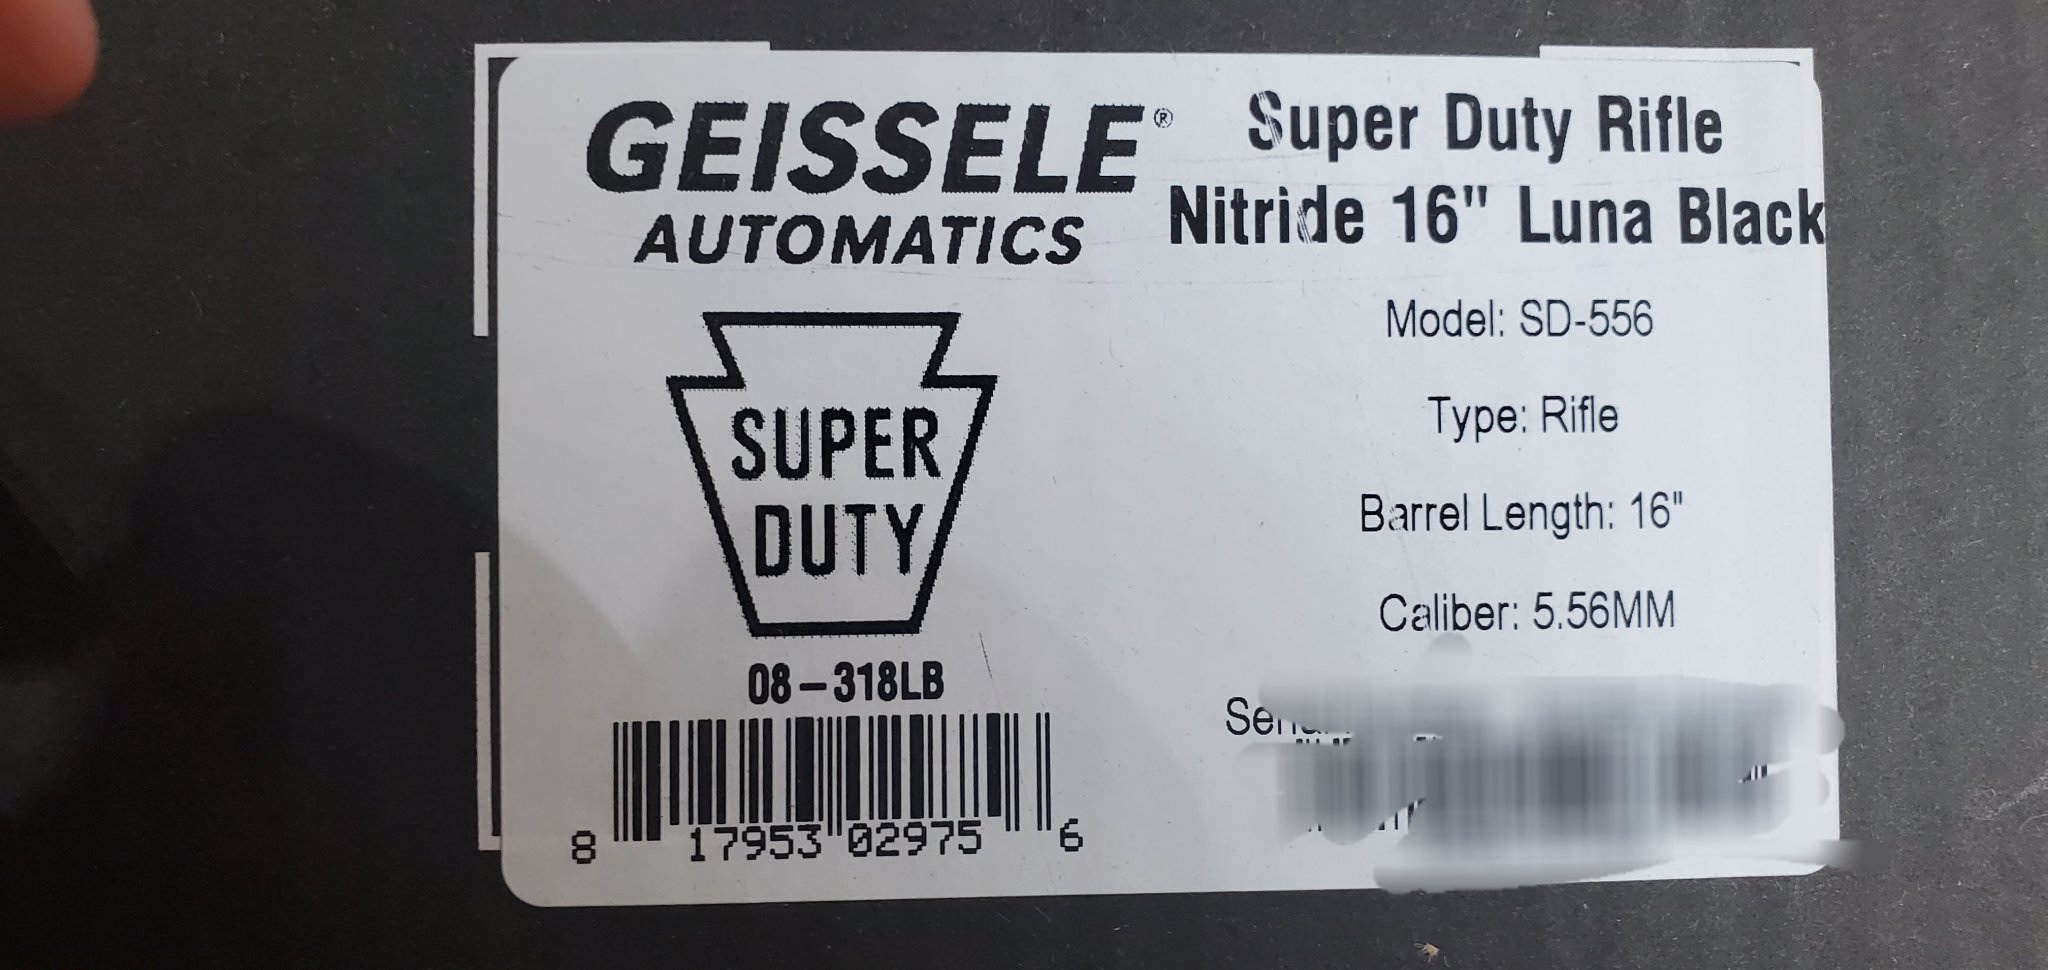 GEISSELE®
AUTOMATICS
SUPER
DUTY
08-318LB
8 17953 02975 6
Super Duty Rifle
Nitride 16" Luna Black
Model: SD-556
Type: Rifle
Barrel Length: 16"
Caliber: 5.56MM